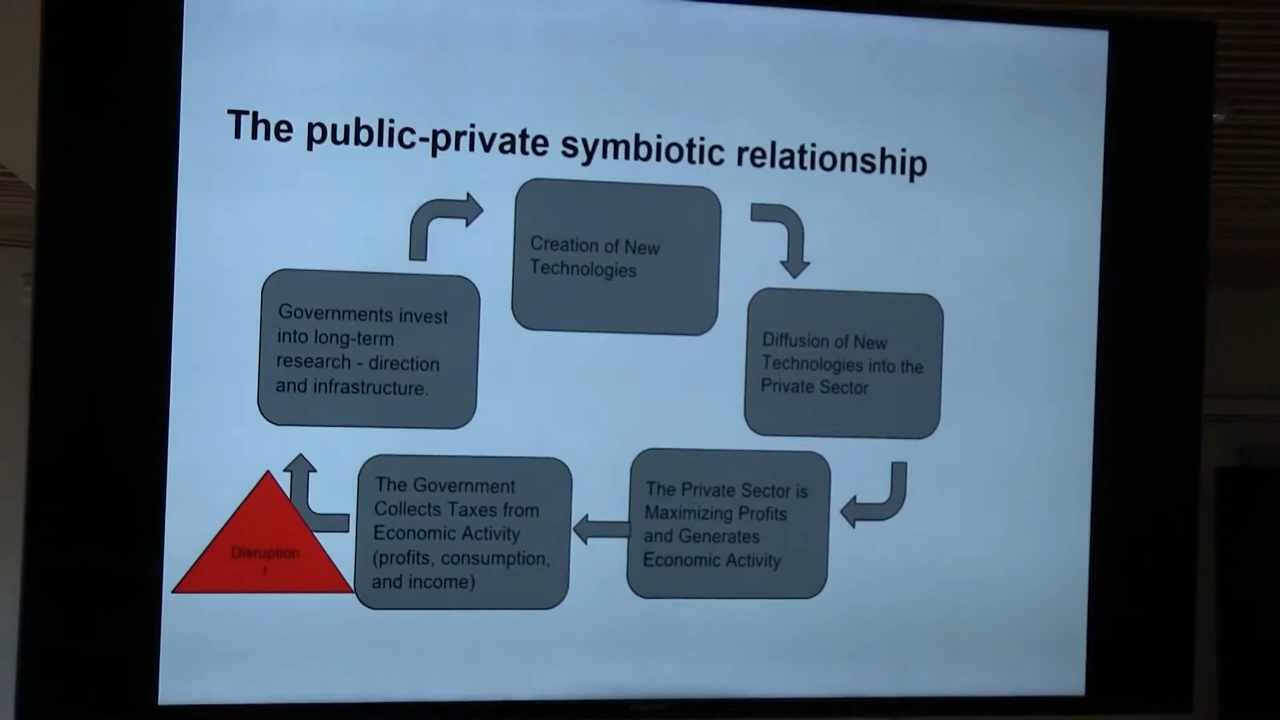 The public-private symbiotic relationship
Creation of New
Technologies
Governments invest
into long-term
research - direction
and infrastructure.
Diffusion of New
Technologies into the
Private Sector
The Government
Collects Taxes from
Economic Activity
(profits, consumption,
and income)
The Private Sector is
Maximizing Profits
and Generates
Economic Activity
Disruption
!